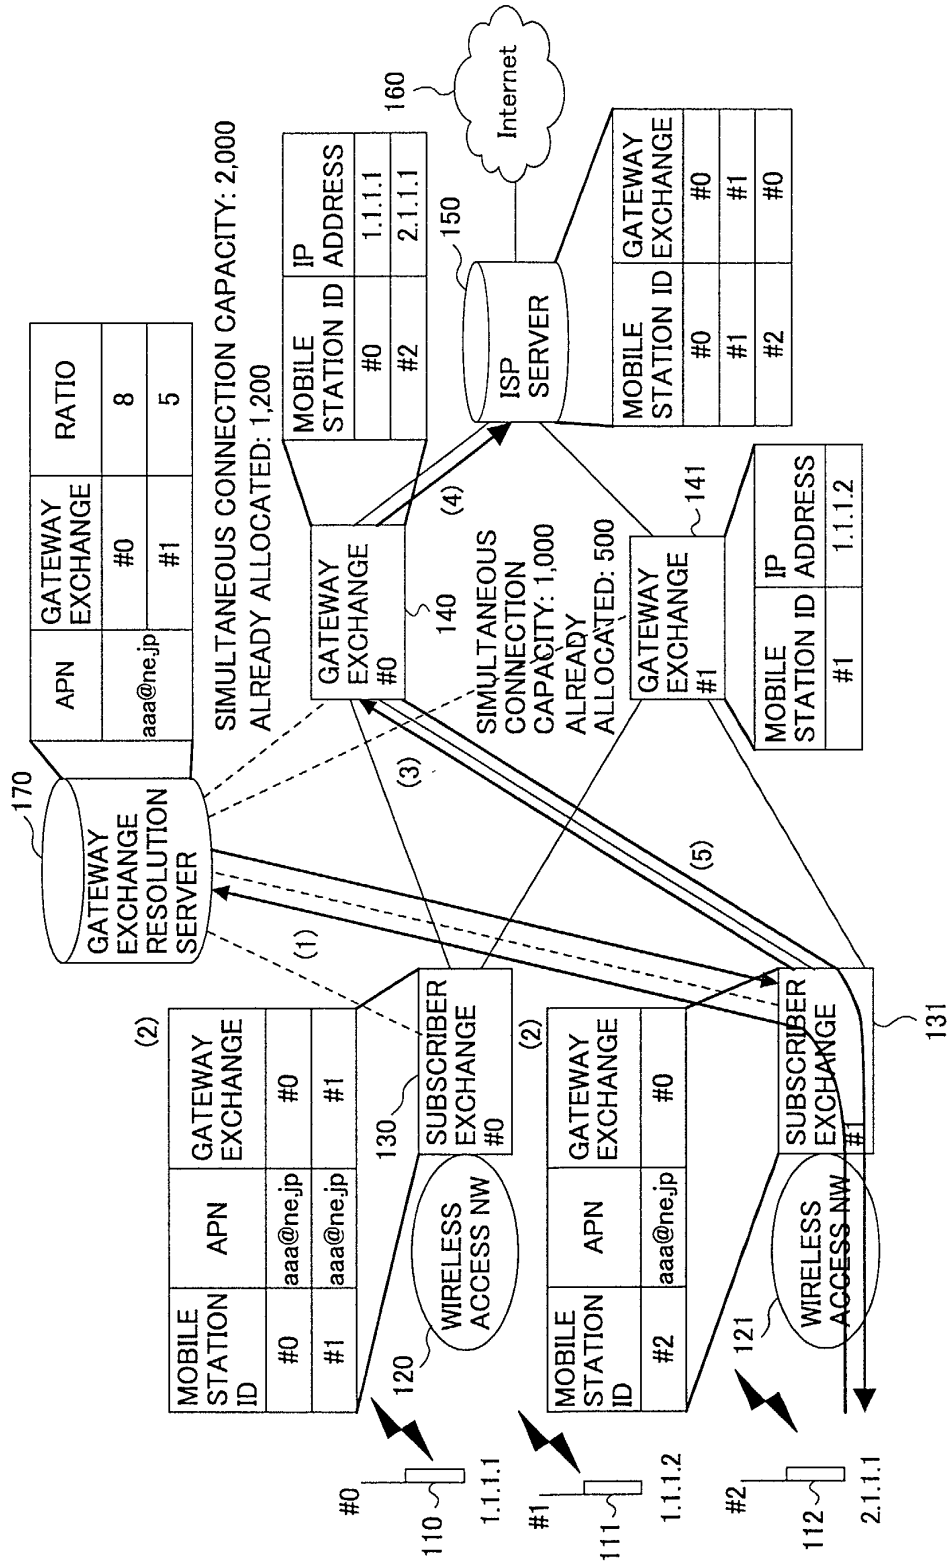 170
GATEWAY
EXCHANGE
RESOLUTION
SERVER
APN
GATEWAY
EXCHANGE
RATIO
aaa@ne.jp
#0
8
#1
5
SIMULTANEOUS CONNECTION CAPACITY: 2,000
ALREADY ALLOCATED: 1,200
MOBILE
STATION ID
IP
ADDRESS
#0
1.1.1.1
#2
2.1.1.1
160
Internet
(2)
MOBILE
STATION
ID
APN
GATEWAY
EXCHANGE
#0
aaa@ne.jp
#0
#1
aaa@ne.jp
#1
(1)
(3)
GATEWAY
EXCHANGE
#0
140
(4)
150
ISP
SERVER
MOBILE
STATION ID
GATEWAY
EXCHANGE
#0
#0
#1
#1
#2
#0
#0
110
1.1.1.1
120
WIRELESS
ACCESS NW
130
SUBSCRIBER
EXCHANGE
#0
SIMULTANEOUS
CONNECTION
CAPACITY: 1,000
ALREADY
ALLOCATED: 500
(2)
MOBILE
STATION
ID
APN
GATEWAY
EXCHANGE
#2
aaa@ne.jp
#0
#1
111
1.1.1.2
(5)
GATEWAY
EXCHANGE
#1
141
MOBILE
STATION ID
IP
ADDRESS
#1
1.1.1.2
#2
112
2.1.1.1
121
WIRELESS
ACCESS NW
SUBSCRIBER
EXCHANGE
#1
131